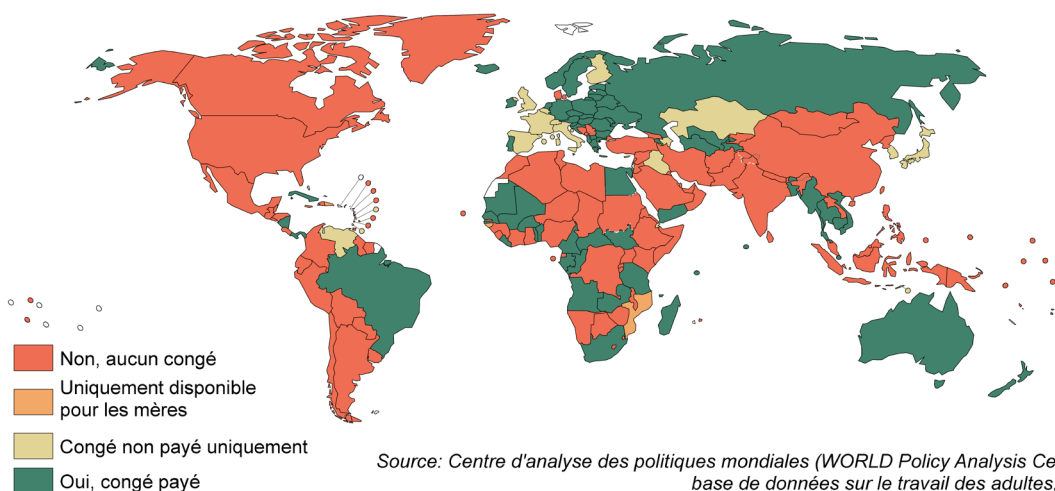 Non, aucun congé
Uniquement disponible
pour les mères
Congé non payé uniquement
Oui, congé payé
Source: Centre d'analyse des politiques mondiales (WORLD Policy Analysis Ce
base de données sur le travail des adultes.